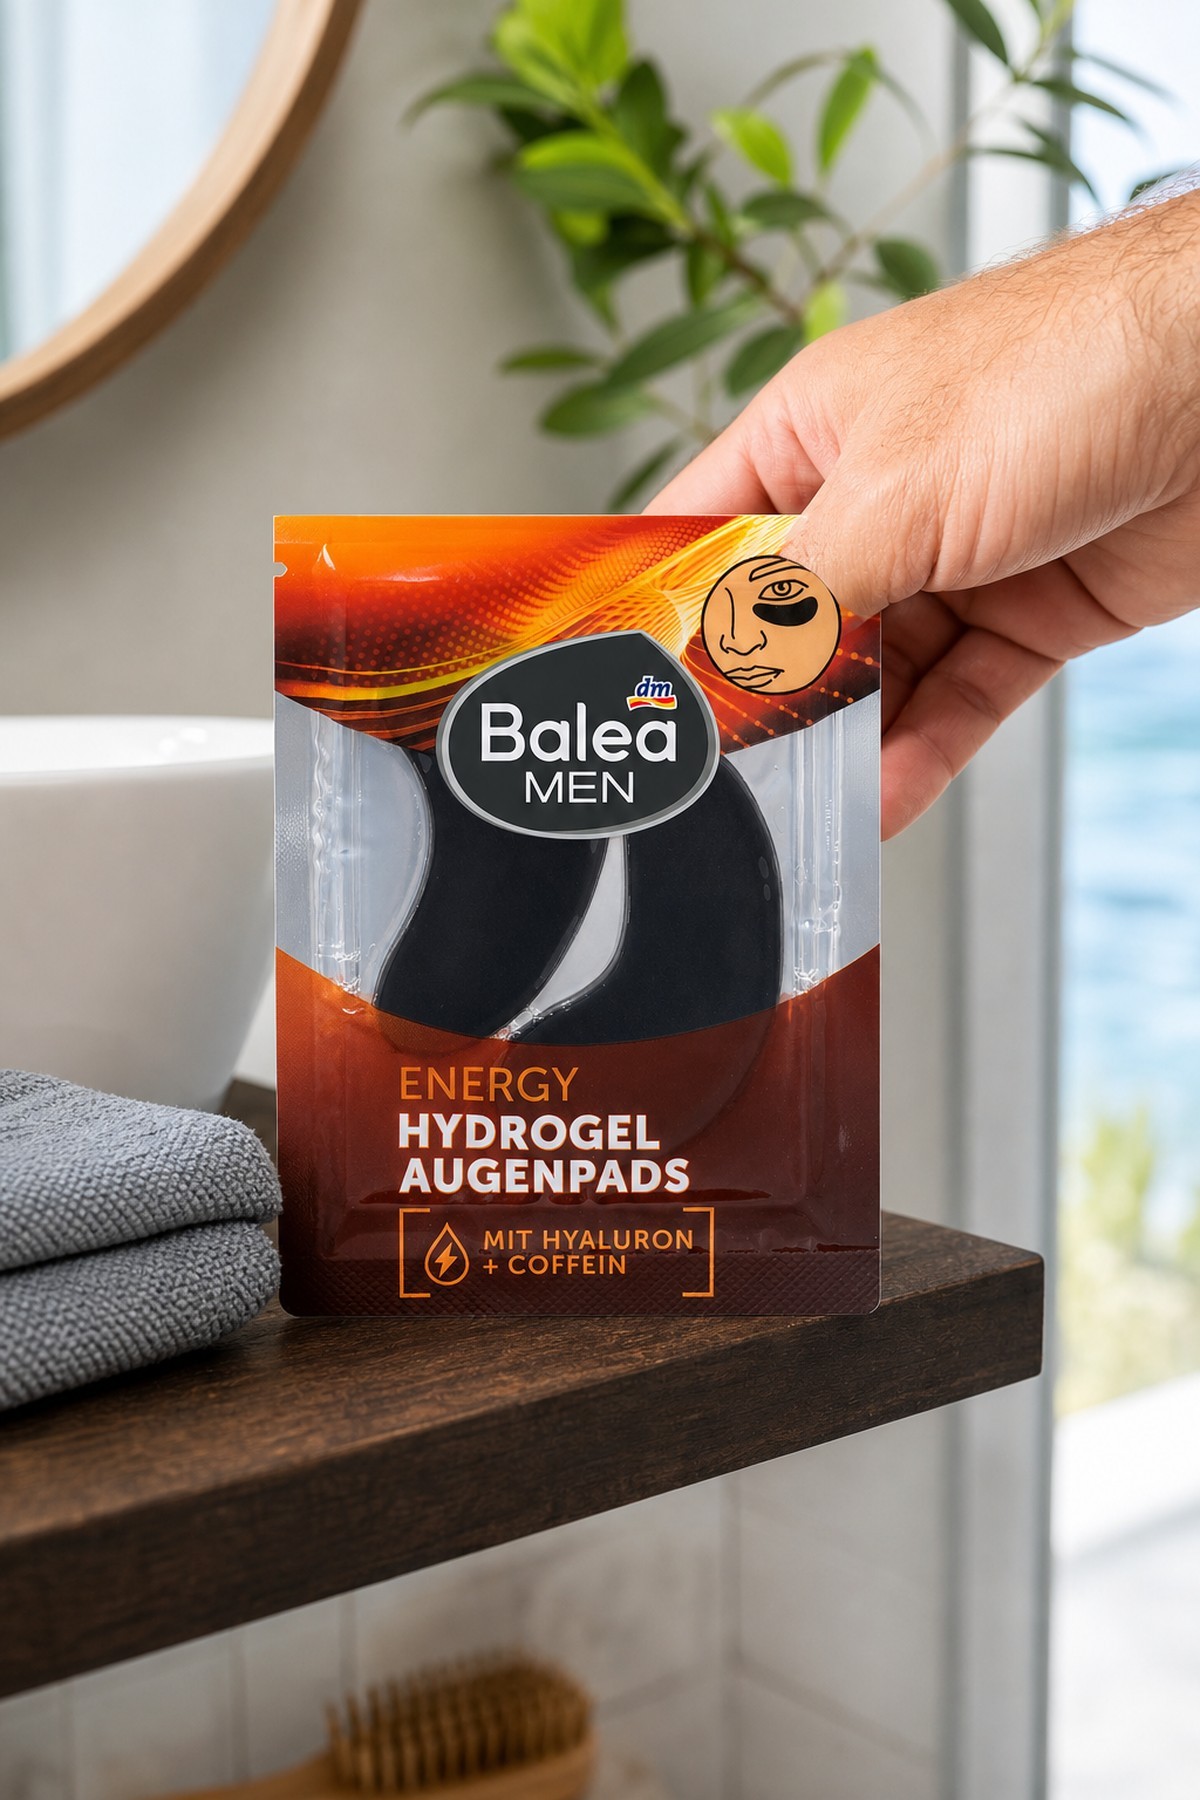 dm
Balea
MEN
ENERGY
HYDROGEL
AUGENPADS
MIT HYALURON
+ COFFEIN